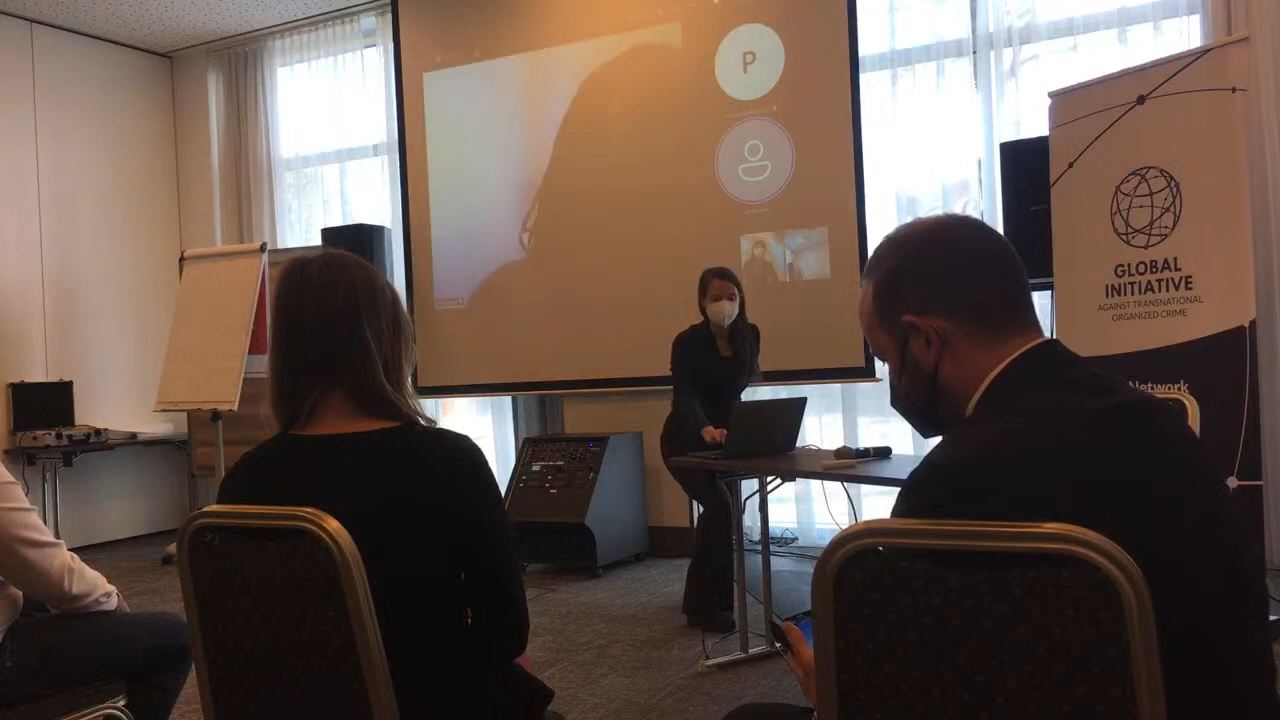 P
GLOBAL
INITIATIVE
AGAINST TRANSNATIONAL
ORGANIZED CRIME
Network